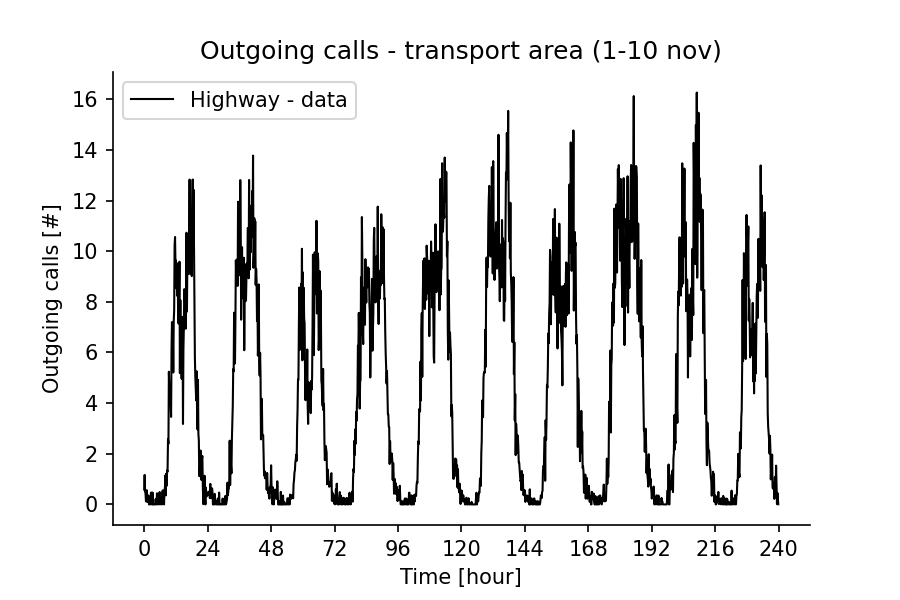 Outgoing calls - transport area (1-10 nov)
Highway - data
Outgoing calls [#]
16
14
12
10
8
6
4
2
0
0 24 48 72 96 120 144 168 192 216 240
Time [hour]